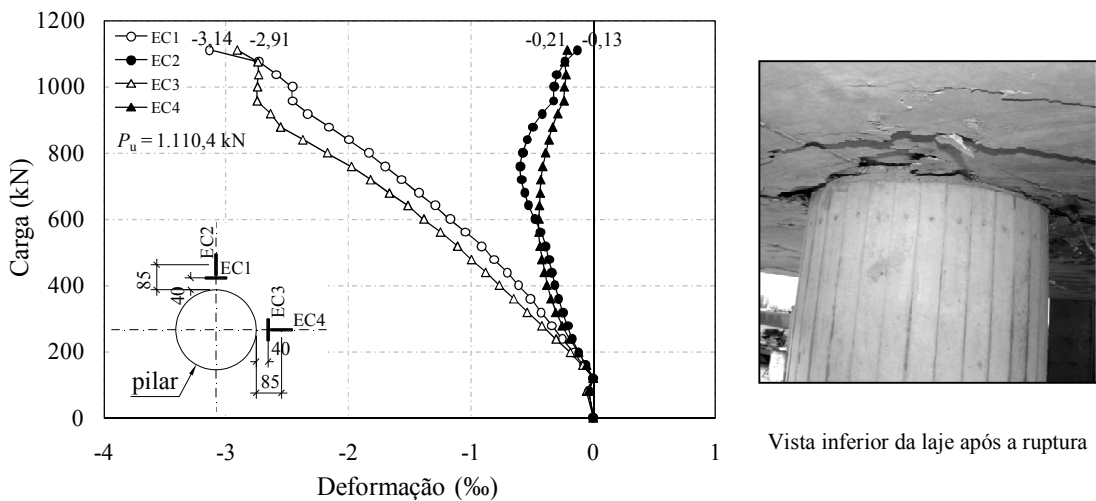 1200
1000
800
600
400
200
0
Carga (kN)
EC1
EC2
EC3
EC4
-3,14
-2,91
-0,21
-0,13
Pu = 1.110,4 kN
EC2
EC1
85
40
EC3
EC4
40
85
pilar
-4
-3
-2
-1
0
1
Deformação (‰)
Vista inferior da laje após a ruptura